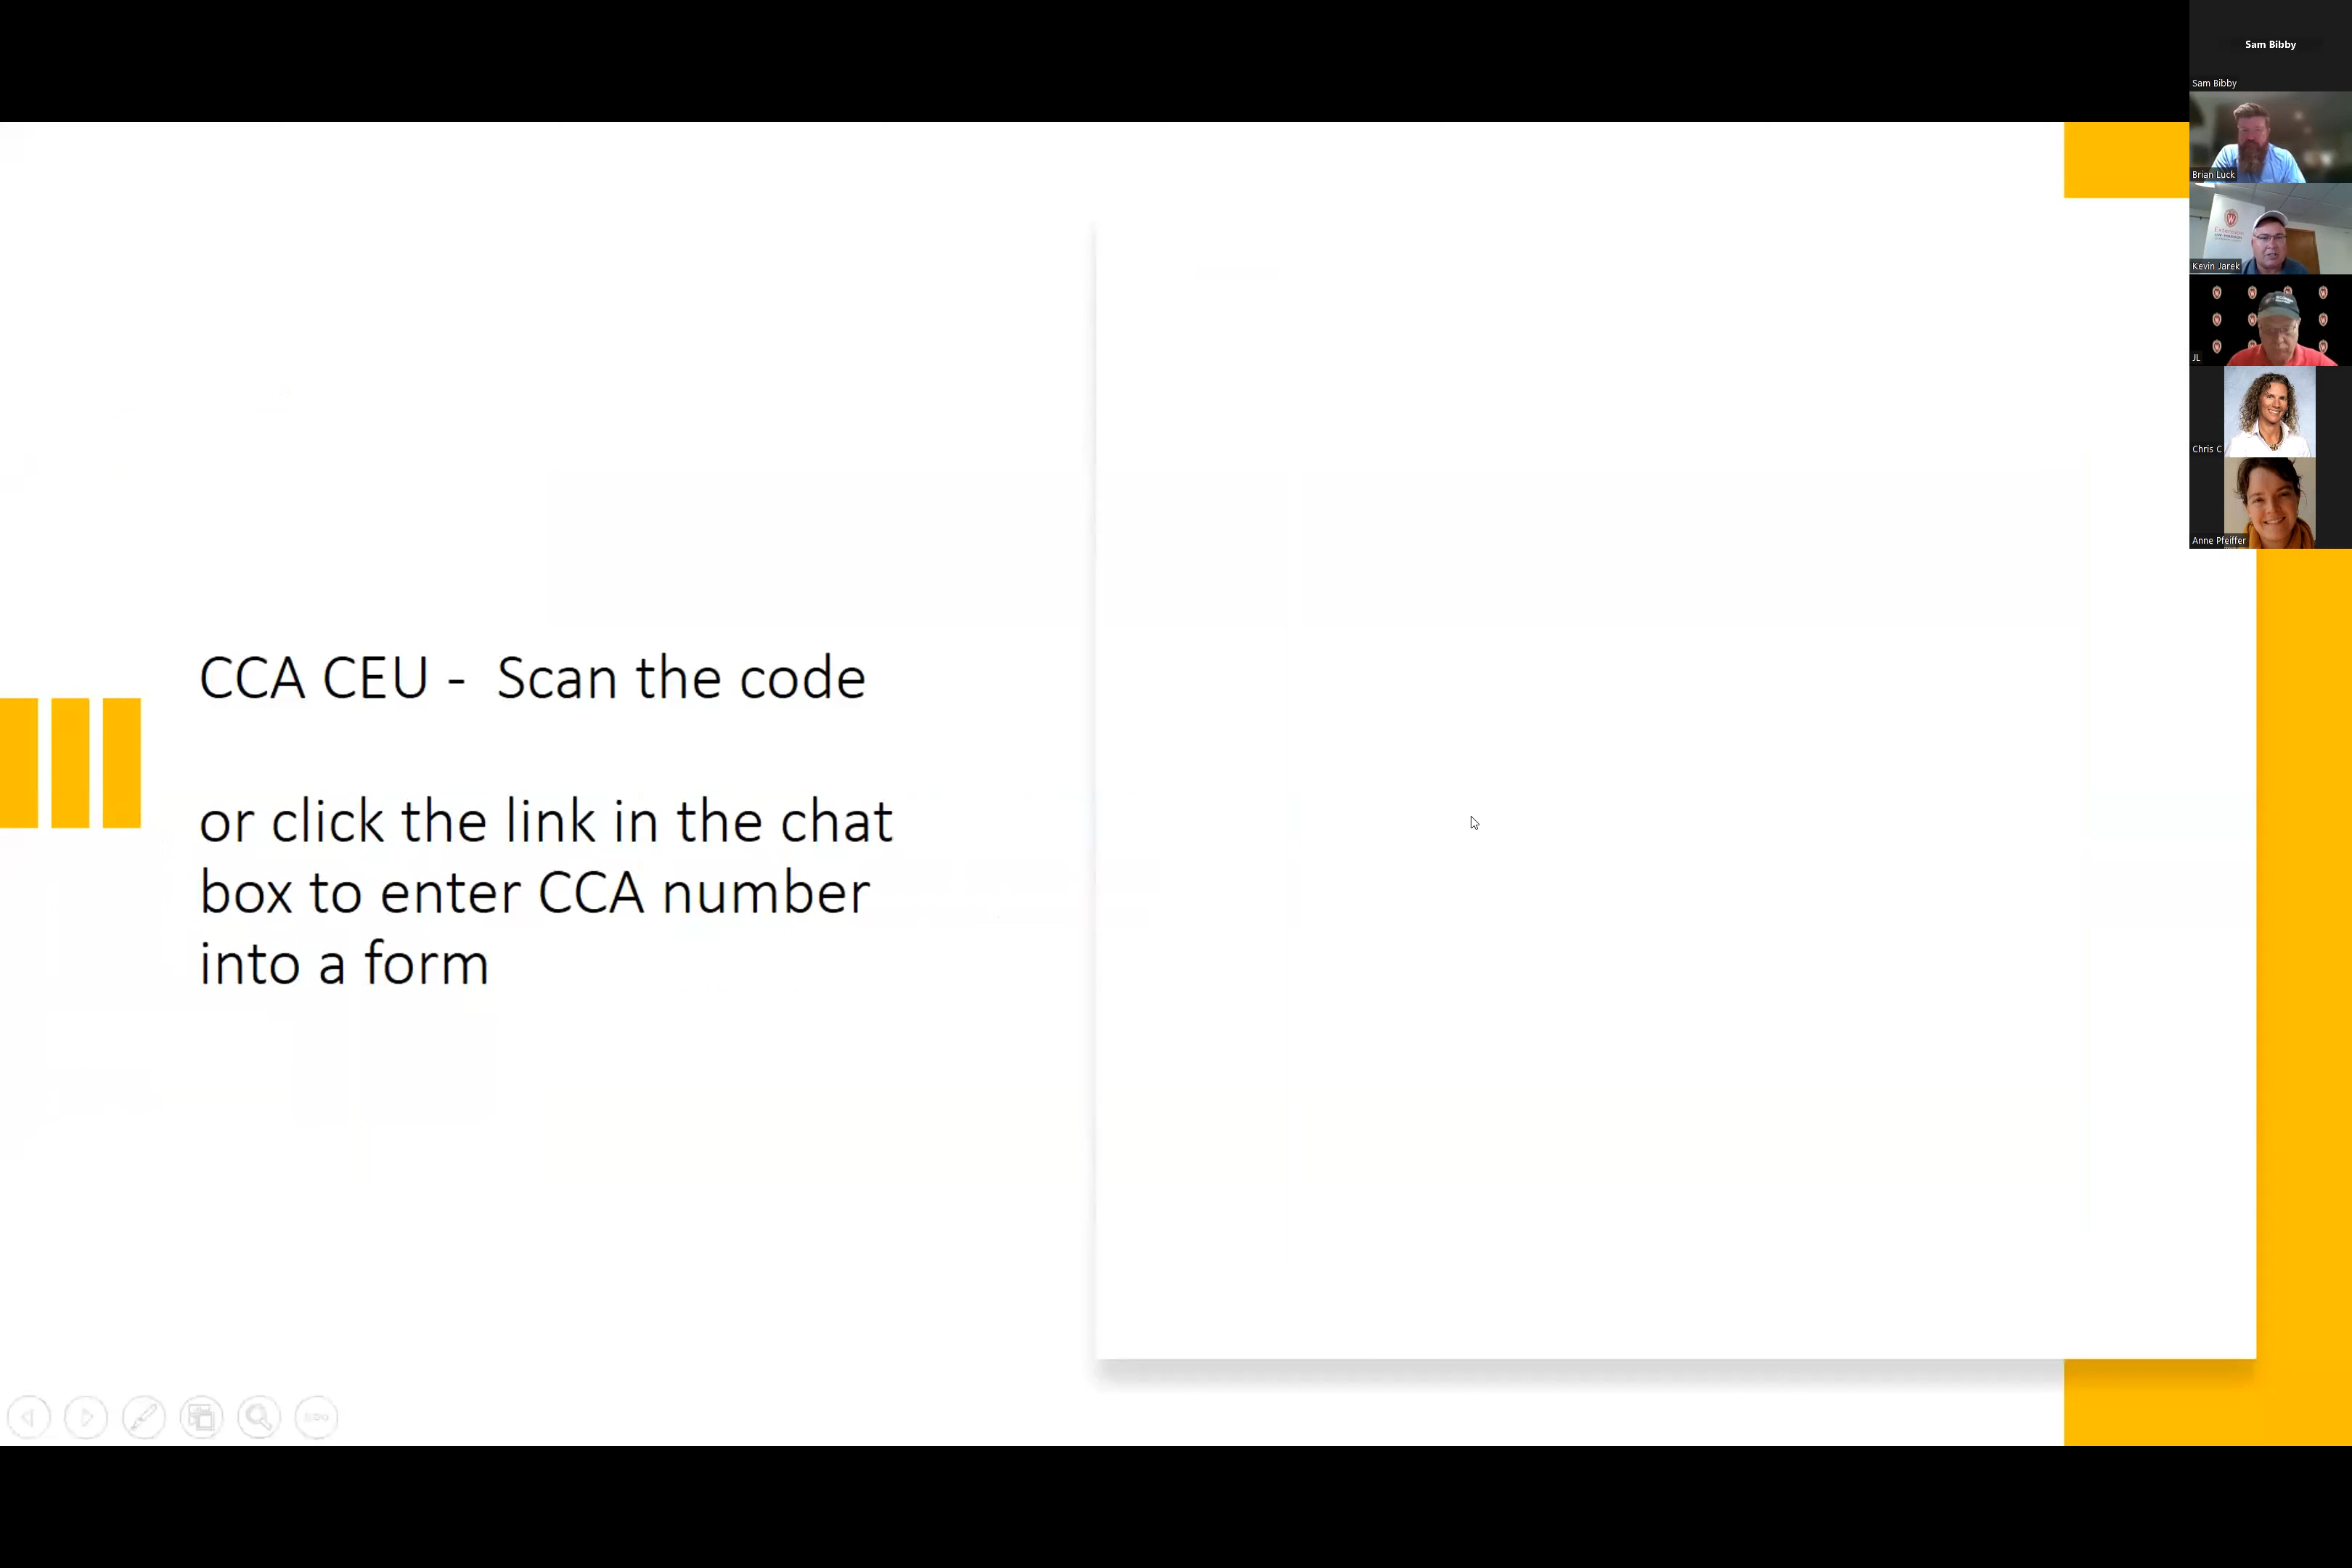 Sam Bibby
Sam Bibby
Brian Luck
Kevin Jarek
JL
Chris C
Anne Pfeiffer
CCA CEU -  Scan the code
or click the link in the chat
box to enter CCA number
into a form
W
Extension